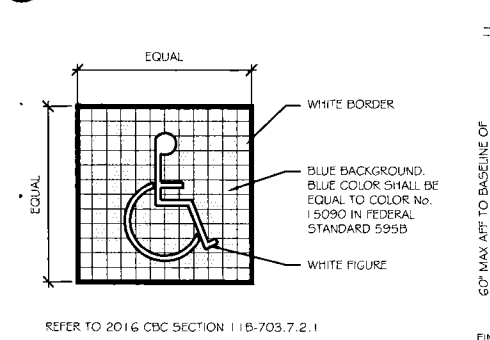 EQUAL
EQUAL
WHITE BORDER
BLUE BACKGROUND.
BLUE COLOR SHALL BE
EQUAL TO COLOR No.
15090 IN FEDERAL
STANDARD 595B
WHITE FIGURE
REFER TO 2016 CBC SECTION 11B-703.7.2.1
60" MAX AFF TO BASELINE OF